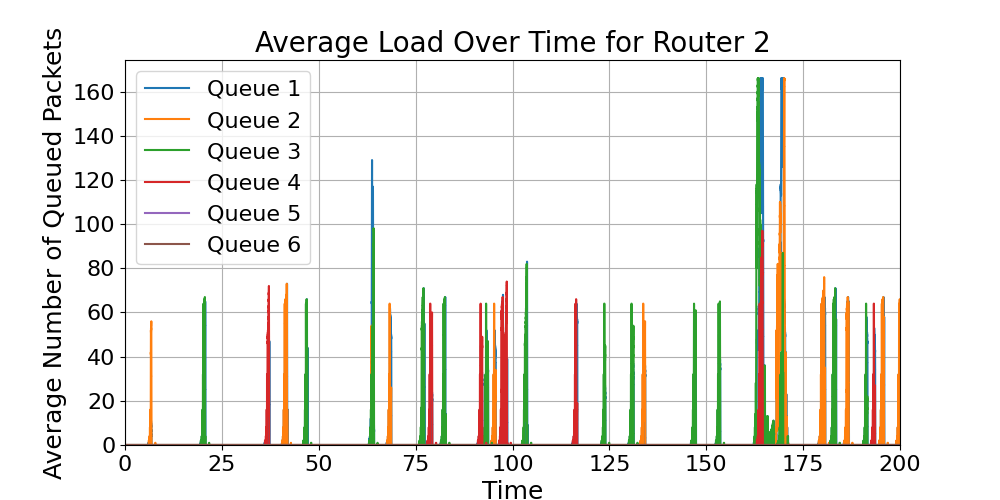 Average Load Over Time for Router 2
Average Number of Queued Packets
160
140
120
100
80
60
40
20
0
Queue 1
Queue 2
Queue 3
Queue 4
Queue 5
Queue 6
0 25 50 75 100 125 150 175 200
Time